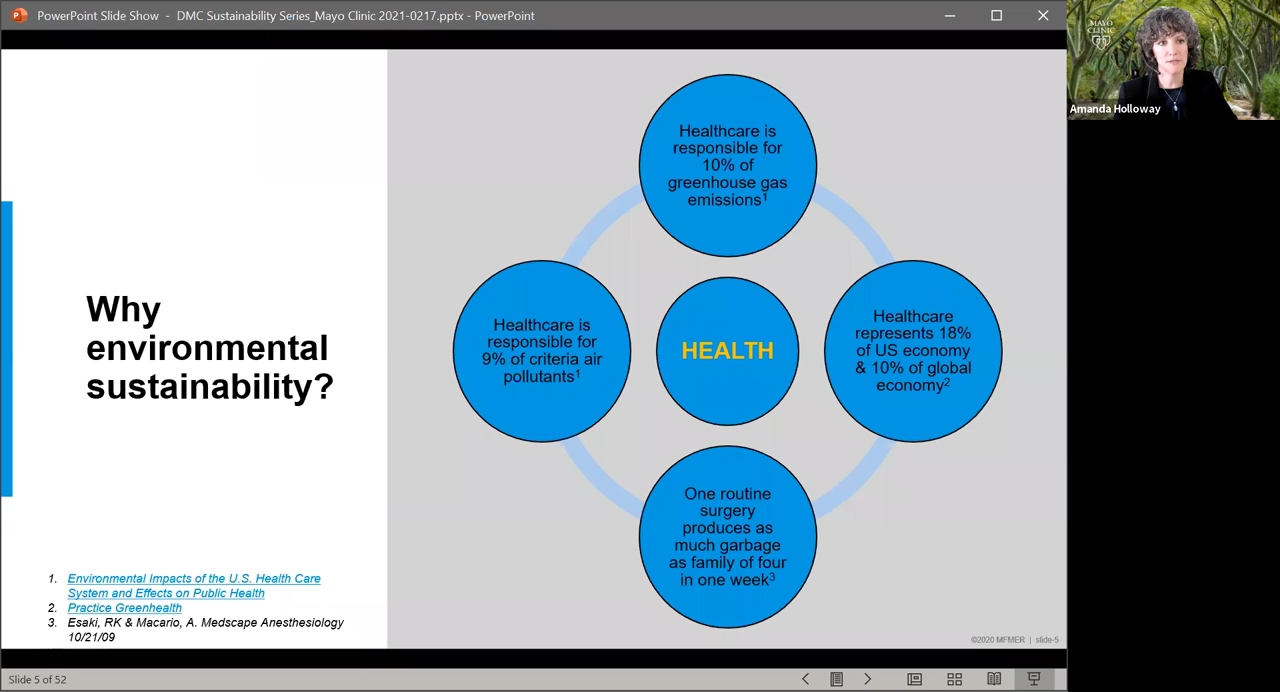 PowerPoint Slide Show - DMC Sustainability Series_Mayo Clinic 2021-0217.pptx - PowerPoint
MAYO
CLINIC
Amanda Holloway
Why
environmental
sustainability?
Healthcare is
responsible for
10% of
greenhouse gas
emissions1
Healthcare is
responsible for
9% of criteria air
pollutants1
HEALTH
Healthcare
represents 18%
of US economy
& 10% of global
economy2
One routine
surgery
produces as
much garbage
as family of four
in one week3
1. Environmental Impacts of the U.S. Health Care
System and Effects on Public Health
2. Practice Greenhealth
3. Esaki, RK & Macario, A. Medscape Anesthesiology
10/21/09
©2020 MFMER | slide-5
Slide 5 of 52